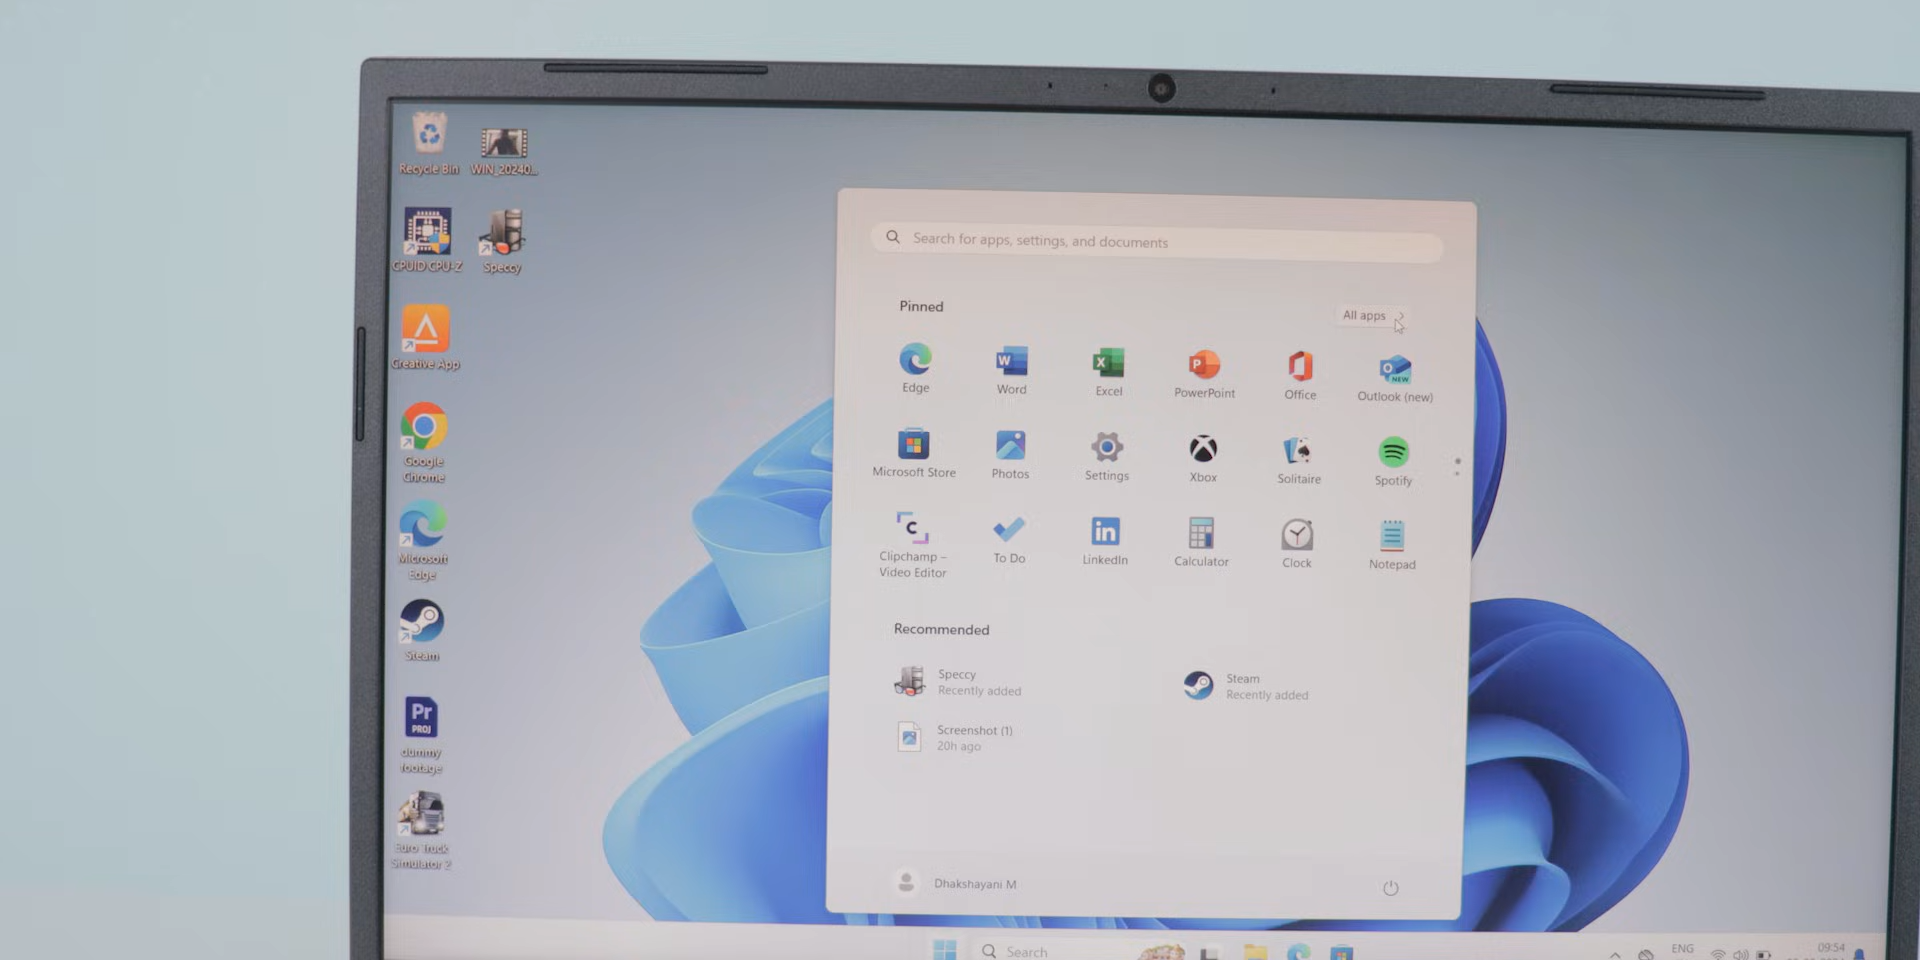 Recycle Bin
WIN_20240...
CPUID CPU-Z
Speccy
Creative App
Google
Chrome
Microsoft
Edge
Steam
Pr
PROJ
dummy
footage
Euro Truck
Simulator 2
Search for apps, settings, and documents
Pinned
All apps
Edge
Word
Excel
PowerPoint
Office
Outlook (new)
Microsoft Store
Photos
Settings
Xbox
Solitaire
Spotify
Clipchamp –
Video Editor
To Do
LinkedIn
Calculator
Clock
Notepad
Recommended
Speccy
Recently added
Steam
Recently added
Screenshot (1)
20h ago
Dhakshayani M
Search
ENG
09:54